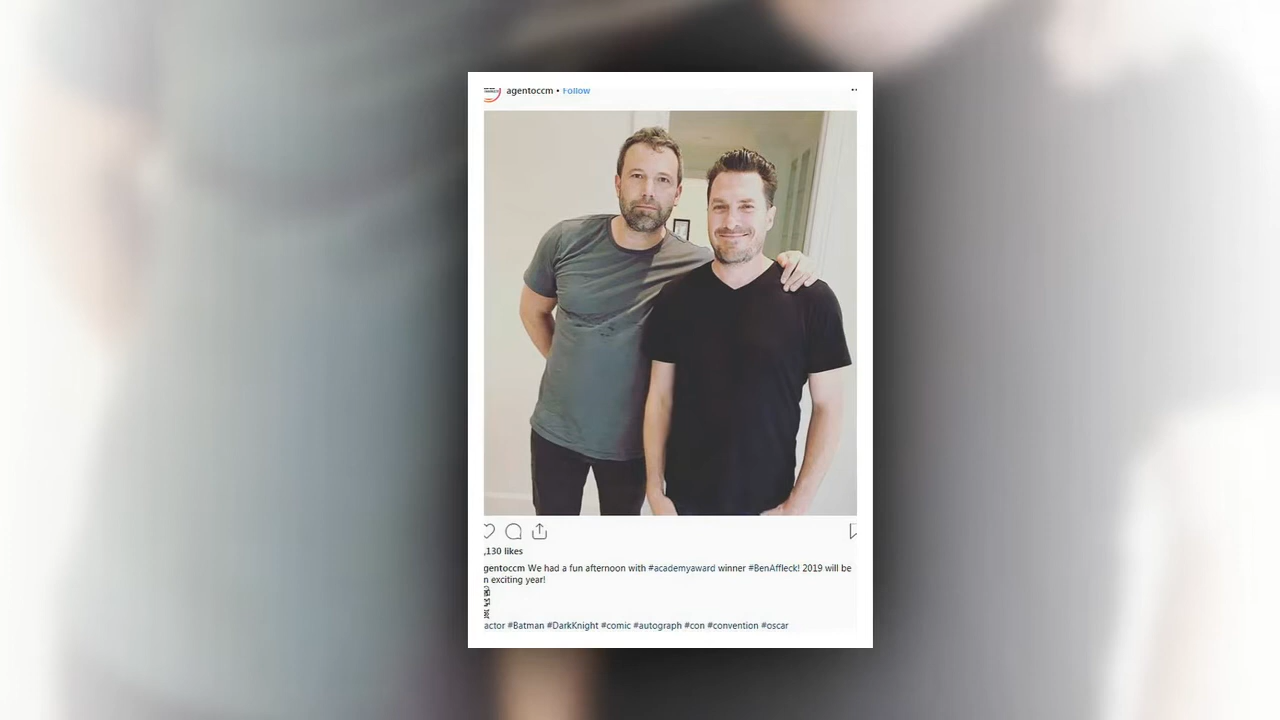 agentoccm • Follow
,130 likes
gentoccm We had a fun afternoon with #academyaward winner #BenAffleck! 2019 will be
n exciting year!
actor #Batman #DarkKnight #comic #autograph #con #convention #oscar